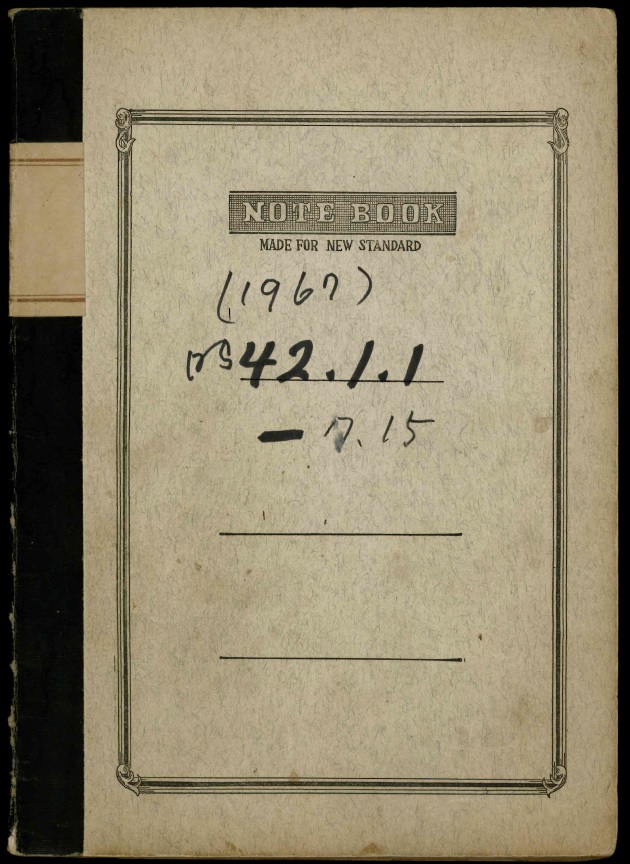 NOTE BOOK
MADE FOR NEW STANDARD
(1967)
昭42.1.1
— 7.15